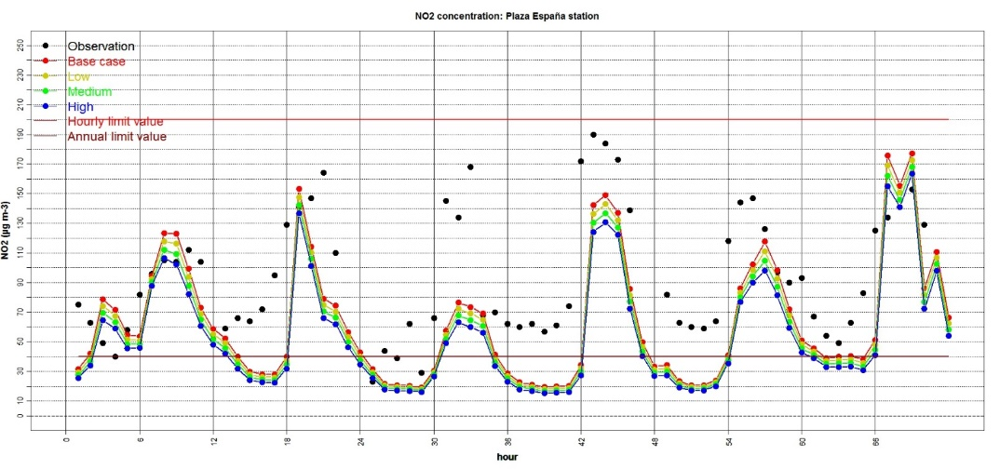 NO2 concentration: Plaza España station
Observation
Base case
Low
Medium
High
Hourly limit value
Annual limit value
NO2 (µg m-3)
250
230
210
190
170
150
130
110
90
70
50
30
10
0
0
6
12
18
24
30
36
42
48
54
60
66
hour